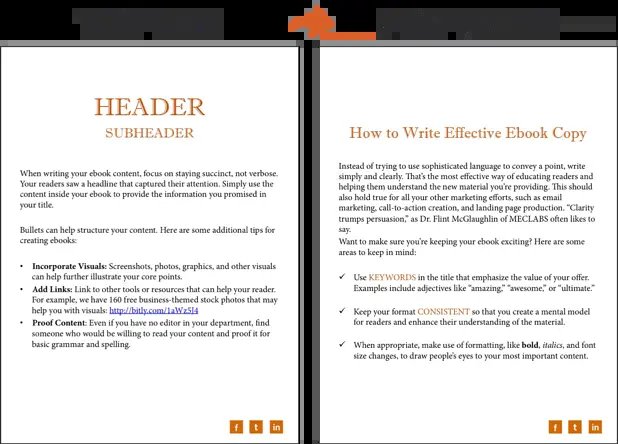 HEADER
SUBHEADER
When writing your ebook content, focus on staying succinct, not verbose.
Your readers saw a headline that captured their attention. Simply use the
content inside your ebook to provide the information you promised in
your title.
Bullets can help structure your content. Here are some additional tips for
creating ebooks:
• Incorporate Visuals: Screenshots, photos, graphics, and other visuals
can help further illustrate your core points.
• Add Links: Link to other tools or resources that can help your reader.
For example, we have 160 free business-themed stock photos that may
help you with visuals: http://bitly.com/1aWz5J4
• Proof Content: Even if you have no editor in your department, find
someone who would be willing to read your content and proof it for
basic grammar and spelling.
f t in
How to Write Effective Ebook Copy
Instead of trying to use sophisticated language to convey a point, write
simply and clearly. That's the most effective way of educating readers and
helping them understand the new material you're providing. This should
also hold true for all your other marketing efforts, such as email
marketing, call-to-action creation, and landing page production. “Clarity
trumps persuasion,” as Dr. Flint McGlaughlin of MECLABS often likes to
say.
Want to make sure you're keeping your ebook exciting? Here are some
areas to keep in mind:
✓ Use KEYWORDS in the title that emphasize the value of your offer.
Examples include adjectives like “amazing,” “awesome,” or “ultimate.”
✓ Keep your format CONSISTENT so that you create a mental model
for readers and enhance their understanding of the material.
✓ When appropriate, make use of formatting, like bold, italics, and font
size changes, to draw people's eyes to your most important content.
f t in